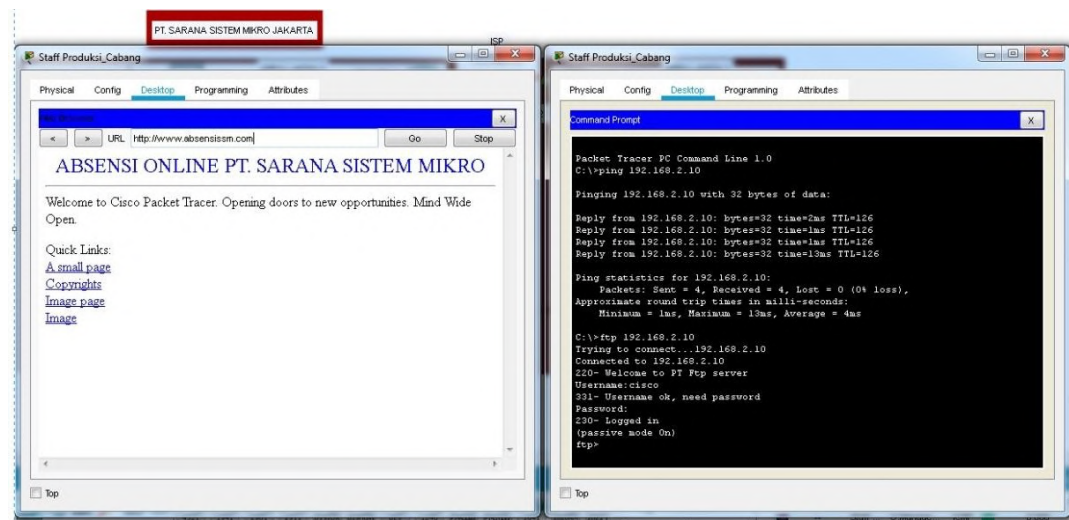 PT. SARANA SISTEM MIKRO JAKARTA
ISP
Staff Produksi_Cabang
Physical Config Desktop Programming Attributes
X
< > URL http://www.absensissm.com Go Stop
ABSENSI ONLINE PT. SARANA SISTEM MIKRO
Welcome to Cisco Packet Tracer. Opening doors to new opportunities. Mind Wide
Open.
Quick Links:
A small page
Copyrights
Image page
Image
Top
Staff Produksi_Cabang
Physical Config Desktop Programming Attributes
Command Prompt X
Packet Tracer PC Command Line 1.0
C:\>ping 192.168.2.10
Pinging 192.168.2.10 with 32 bytes of data:
Reply from 192.168.2.10: bytes=32 time=2ms TTL=126
Reply from 192.168.2.10: bytes=32 time=1ms TTL=126
Reply from 192.168.2.10: bytes=32 time=1ms TTL=126
Reply from 192.168.2.10: bytes=32 time=13ms TTL=126
Ping statistics for 192.168.2.10:
Packets: Sent = 4, Received = 4, Lost = 0 (0% loss),
Approximate round trip times in milli-seconds:
Minimum = 1ms, Maximum = 13ms, Average = 4ms
C:\>ftp 192.168.2.10
Trying to connect...192.168.2.10
Connected to 192.168.2.10
220- Welcome to PT Ftp server
Username:cisco
331- Username ok, need password
Password:
230- Logged in
(passive mode On)
ftp>
Top